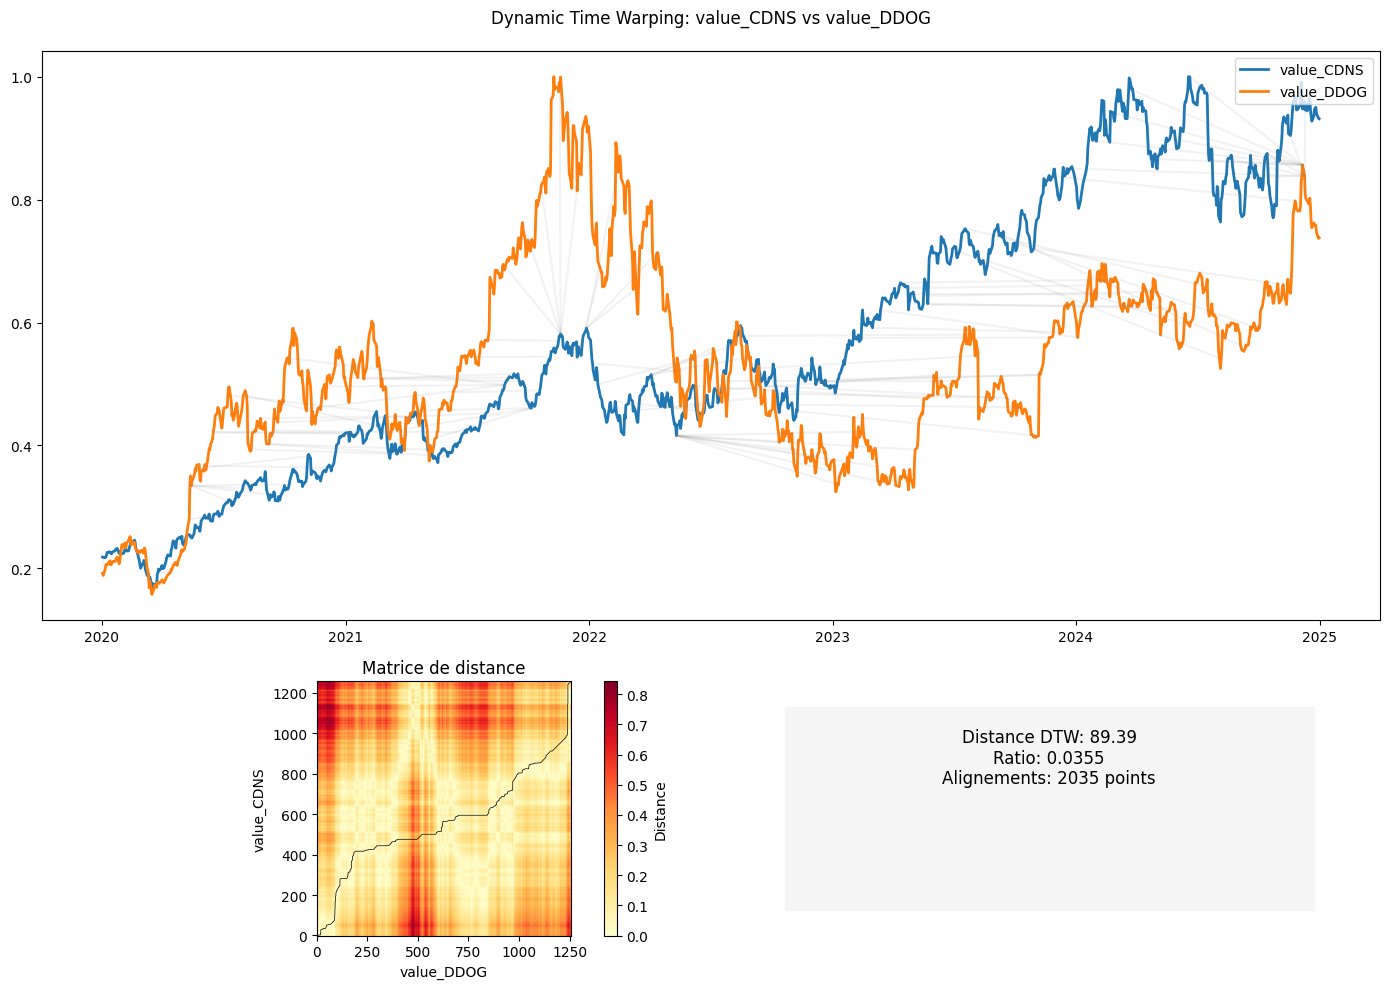 Dynamic Time Warping: value_CDNS vs value_DDOG
1.0
0.8
0.6
0.4
0.2
value_CDNS
value_DDOG
2020 2021 2022 2023 2024 2025
Matrice de distance
value_CDNS
1200
1000
800
600
400
200
0
0 250 500 750 1000 1250
value_DDOG
0.8
0.7
0.6
0.5
0.4
0.3
0.2
0.1
0.0
Distance
Distance DTW: 89.39
Ratio: 0.0355
Alignements: 2035 points